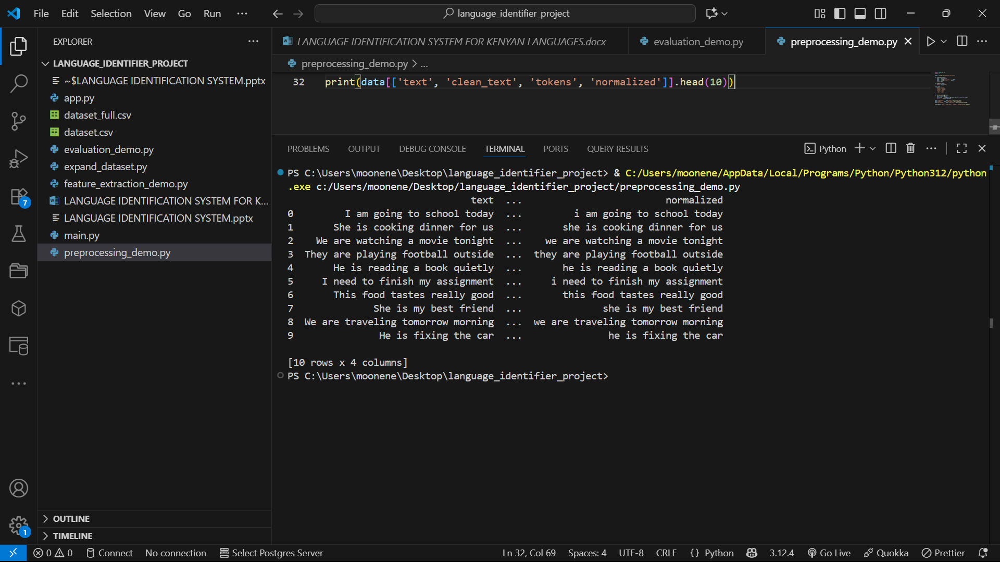 File Edit Selection View Go Run ...
language_identifier_project
EXPLORER
LANGUAGE_IDENTIFIER_PROJECT
~$LANGUAGE IDENTIFICATION SYSTEM.pptx
app.py
dataset_full.csv
dataset.csv
evaluation_demo.py
expand_dataset.py
feature_extraction_demo.py
LANGUAGE IDENTIFICATION SYSTEM FOR K...
LANGUAGE IDENTIFICATION SYSTEM.pptx
main.py
preprocessing_demo.py
7
1
OUTLINE
TIMELINE
LANGUAGE IDENTIFICATION SYSTEM FOR KENYAN LANGUAGES.docx evaluation_demo.py preprocessing_demo.py
preprocessing_demo.py > ...
32 print(data[['text', 'clean_text', 'tokens', 'normalized']].head(10))
PROBLEMS OUTPUT DEBUG CONSOLE TERMINAL PORTS QUERY RESULTS Python
PS C:\Users\moonene\Desktop\language_identifier_project> & C:/Users/moonene/AppData/Local/Programs/Python/Python312/python
.exe c:/Users/moonene/Desktop/language_identifier_project/preprocessing_demo.py
text ... normalized
0 I am going to school today ... i am going to school today
1 She is cooking dinner for us ... she is cooking dinner for us
2 We are watching a movie tonight ... we are watching a movie tonight
3 They are playing football outside ... they are playing football outside
4 He is reading a book quietly ... he is reading a book quietly
5 I need to finish my assignment ... i need to finish my assignment
6 This food tastes really good ... this food tastes really good
7 She is my best friend ... she is my best friend
8 We are traveling tomorrow morning ... we are traveling tomorrow morning
9 He is fixing the car ... he is fixing the car
[10 rows x 4 columns]
PS C:\Users\moonene\Desktop\language_identifier_project>
0 0 Connect No connection Select Postgres Server Ln 32, Col 69 Spaces: 4 UTF-8 CRLF {} Python 3.12.4 Go Live Quokka Prettier